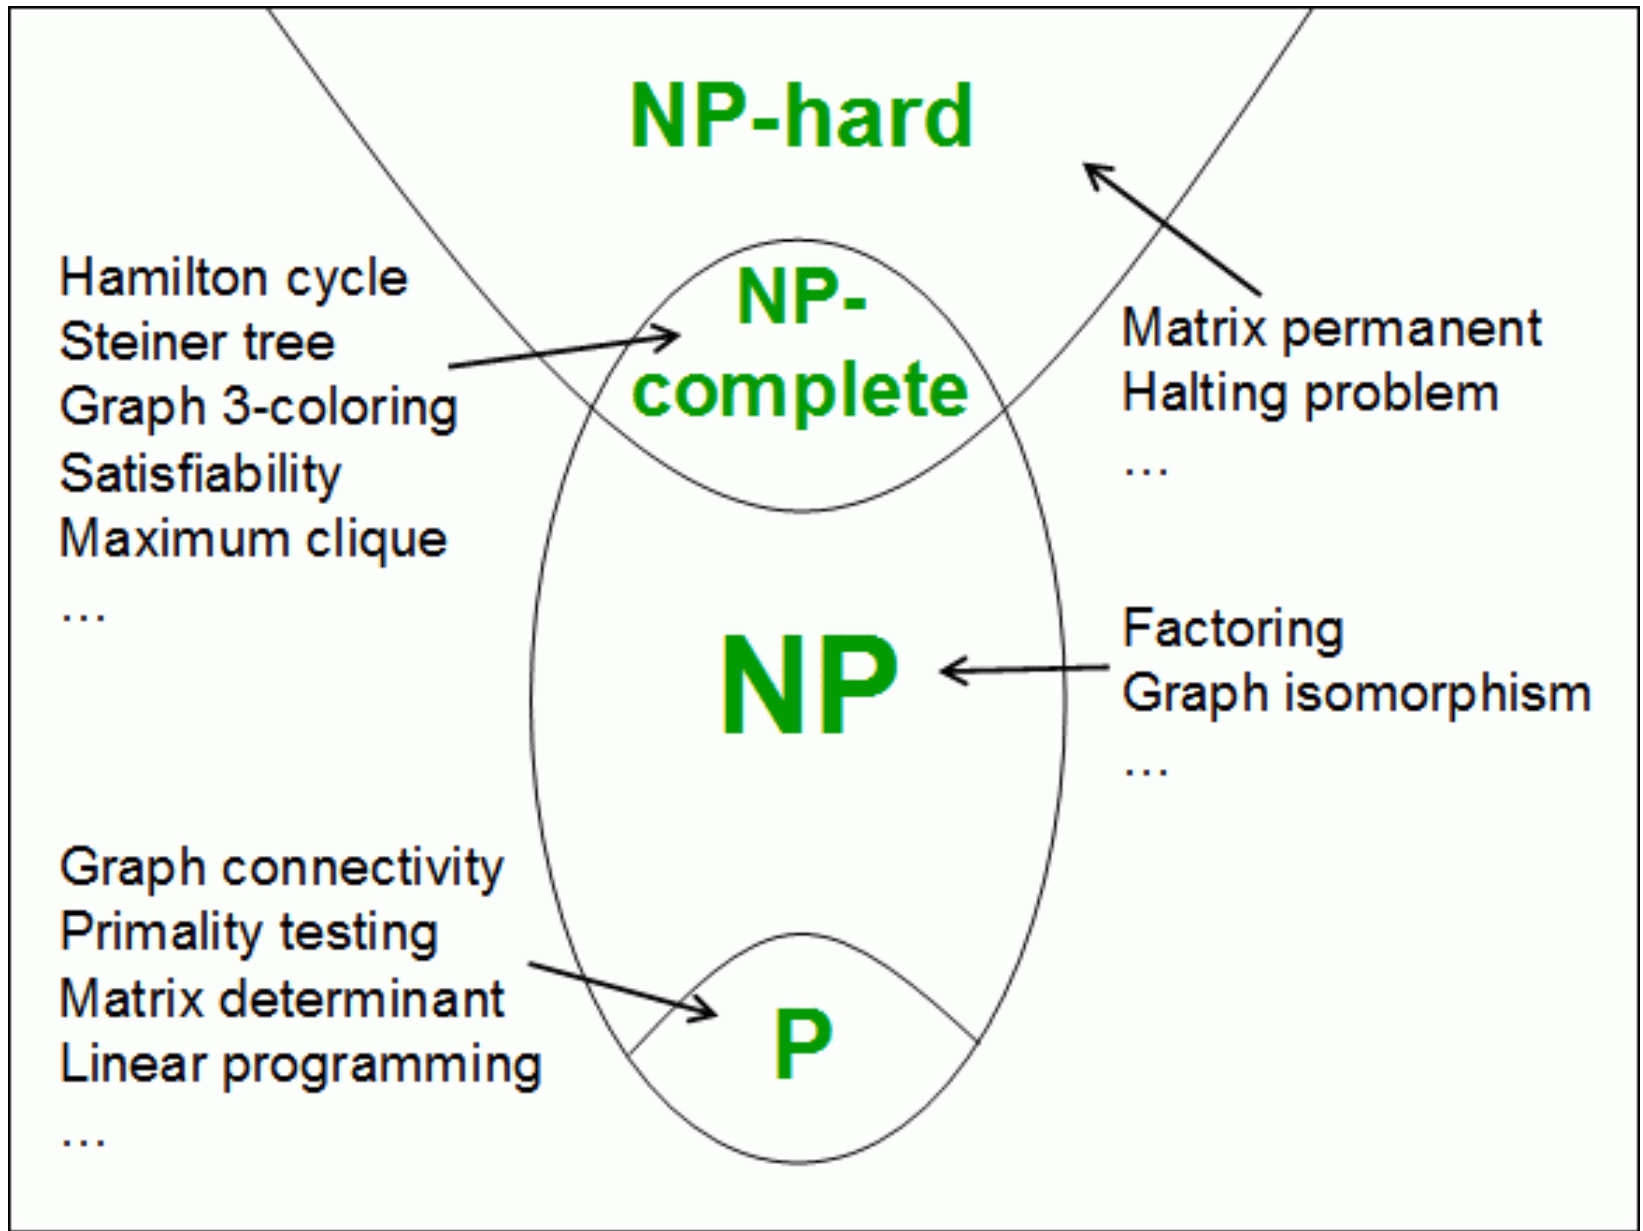 NP-hard
Hamilton cycle
Steiner tree
Graph 3-coloring
Satisfiability
Maximum clique
…
NP-
complete
Matrix permanent
Halting problem
…
NP
Factoring
Graph isomorphism
…
Graph connectivity
Primality testing
Matrix determinant
Linear programming
…
P